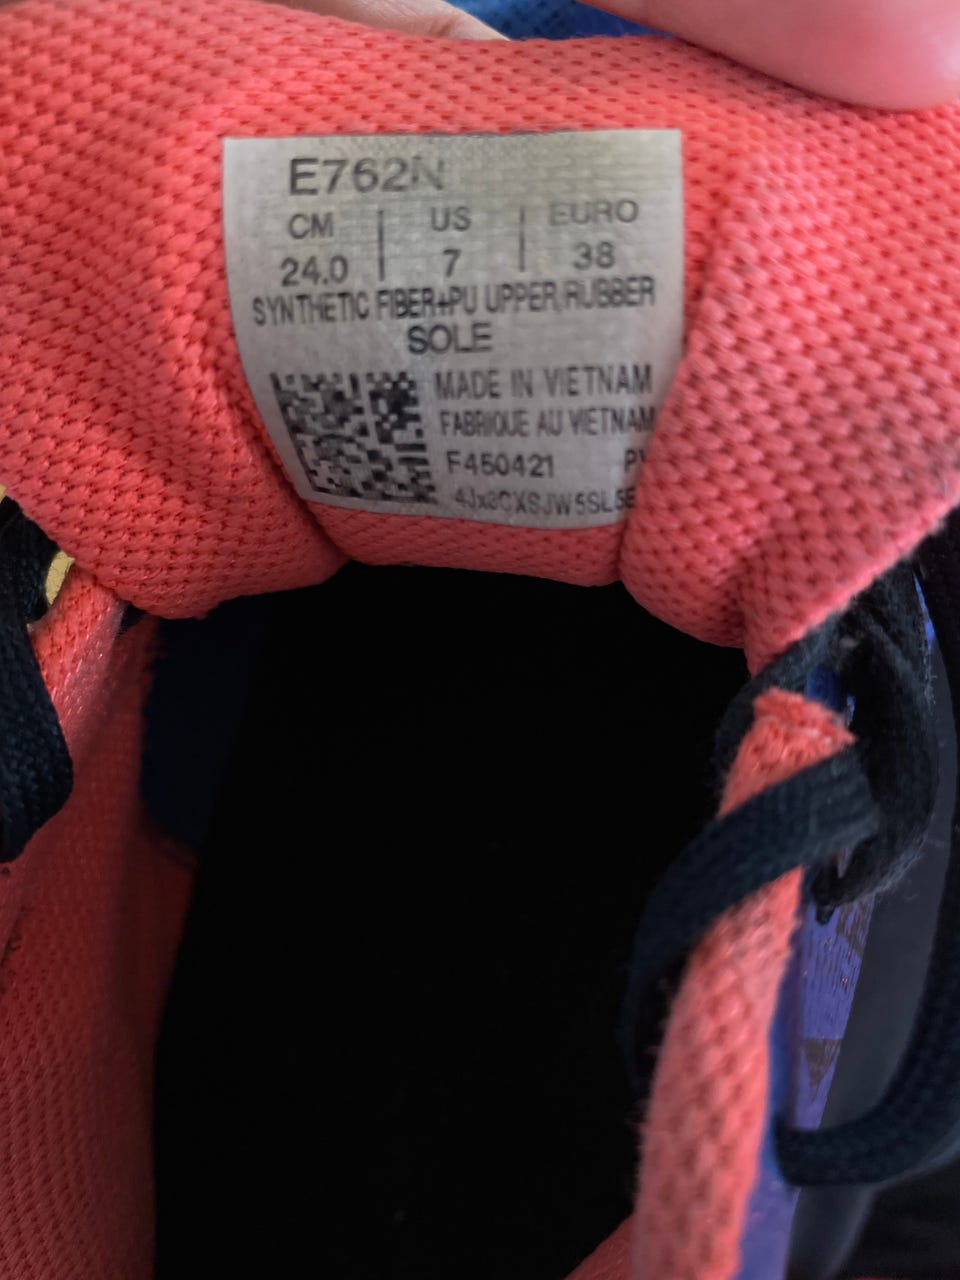 E762N
CM | US | EURO
24.0 | 7 | 38
SYNTHETIC FIBER+PU UPPER/RUBBER
SOLE
MADE IN VIETNAM
FABRIQUE AU VIETNAM
F450421